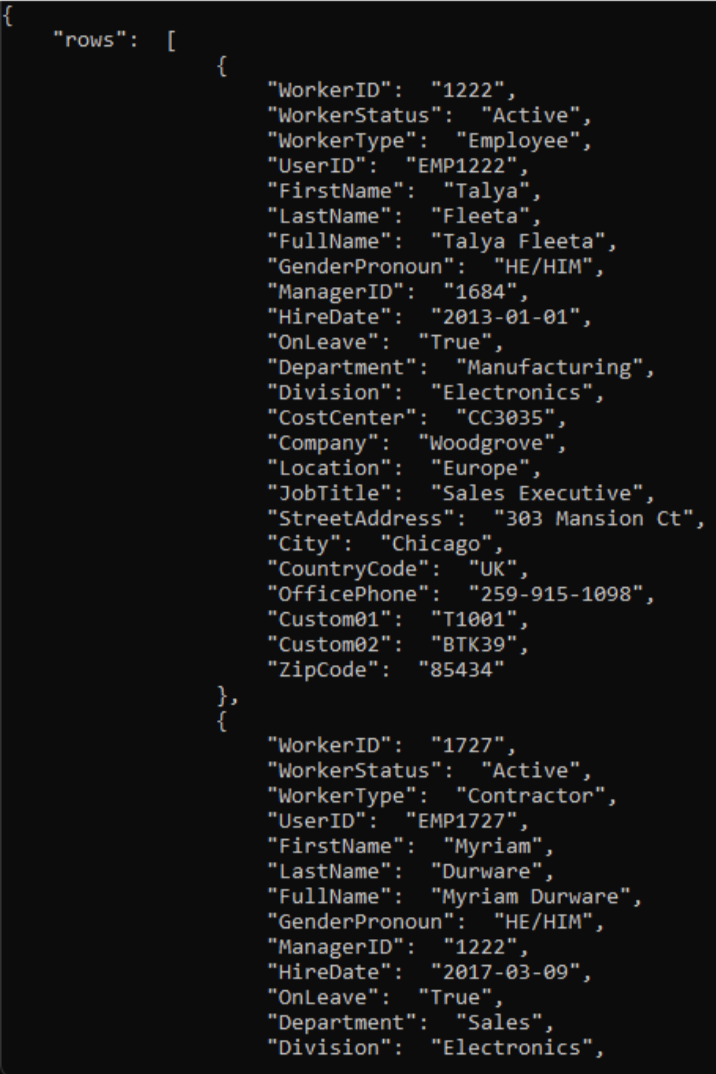 {
"rows":  [
{
"WorkerID":  "1222",
"WorkerStatus":  "Active",
"WorkerType":  "Employee",
"UserID":  "EMP1222",
"FirstName":  "Talya",
"LastName":  "Fleeta",
"FullName":  "Talya Fleeta",
"GenderPronoun":  "HE/HIM",
"ManagerID":  "1684",
"HireDate":  "2013-01-01",
"OnLeave":  "True",
"Department":  "Manufacturing",
"Division":  "Electronics",
"CostCenter":  "CC3035",
"Company":  "Woodgrove",
"Location":  "Europe",
"JobTitle":  "Sales Executive",
"StreetAddress":  "303 Mansion Ct",
"City":  "Chicago",
"CountryCode":  "UK",
"OfficePhone":  "259-915-1098",
"Custom01":  "T1001",
"Custom02":  "BTK39",
"ZipCode":  "85434"
},
{
"WorkerID":  "1727",
"WorkerStatus":  "Active",
"WorkerType":  "Contractor",
"UserID":  "EMP1727",
"FirstName":  "Myriam",
"LastName":  "Durware",
"FullName":  "Myriam Durware",
"GenderPronoun":  "HE/HIM",
"ManagerID":  "1222",
"HireDate":  "2017-03-09",
"OnLeave":  "True",
"Department":  "Sales",
"Division":  "Electronics",